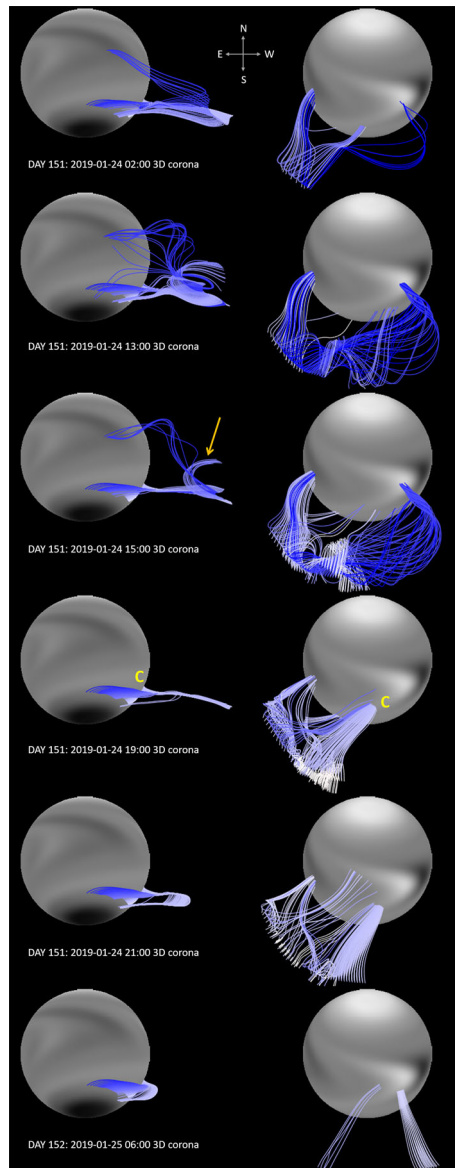 N
E W
S
DAY 151: 2019-01-24 02:00 3D corona
DAY 151: 2019-01-24 13:00 3D corona
DAY 151: 2019-01-24 15:00 3D corona
C
C
DAY 151: 2019-01-24 19:00 3D corona
DAY 151: 2019-01-24 21:00 3D corona
DAY 152: 2019-01-25 06:00 3D corona